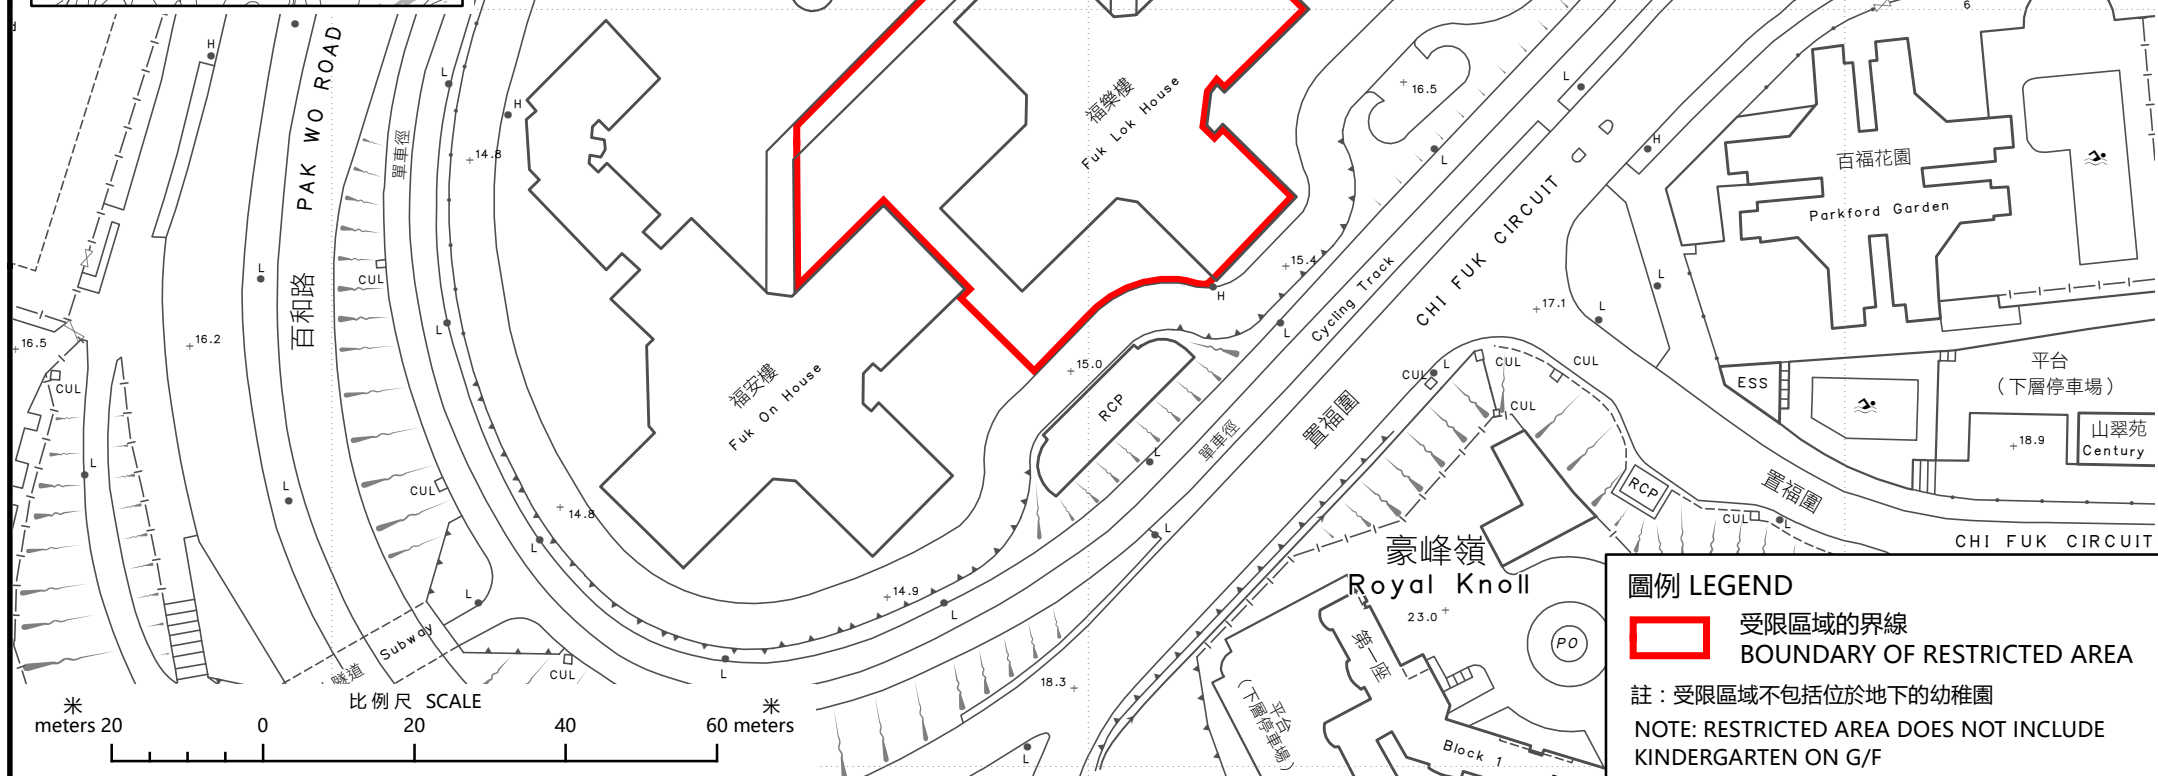 H
PAK WO ROAD
百和路
單車徑
L
14.8
H
CUL
L
16.2
16.5
CUL
L
L
L
CUL
14.8
L
L
Subway
隧道
CUL
L
14.9
L
福安樓
Fuk On House
福樂樓
Fuk Lok House
H
15.4
15.0
RCP
16.5
L
L
L
L
Cycling Track
單車徑
CHI FUK CIRCUIT
置福圍
L
18.3
L
6
H
百福花園
Parkford Garden
L
17.1
L
CUL
L
CUL
CUL
CUL
ESS
平台
（下層停車場）
18.9
山翠苑
Century
RCP
CUL
L
置福圍
CHI FUK CIRCUIT
豪峰嶺
Royal Knoll
23.0
PO
第一座
Block 1
平台
（下層停車場）
比例尺 SCALE
米 米
meters 20 0 20 40 60 meters
圖例 LEGEND
受限區域的界線
BOUNDARY OF RESTRICTED AREA
註：受限區域不包括位於地下的幼稚園
NOTE: RESTRICTED AREA DOES NOT INCLUDE
KINDERGARTEN ON G/F